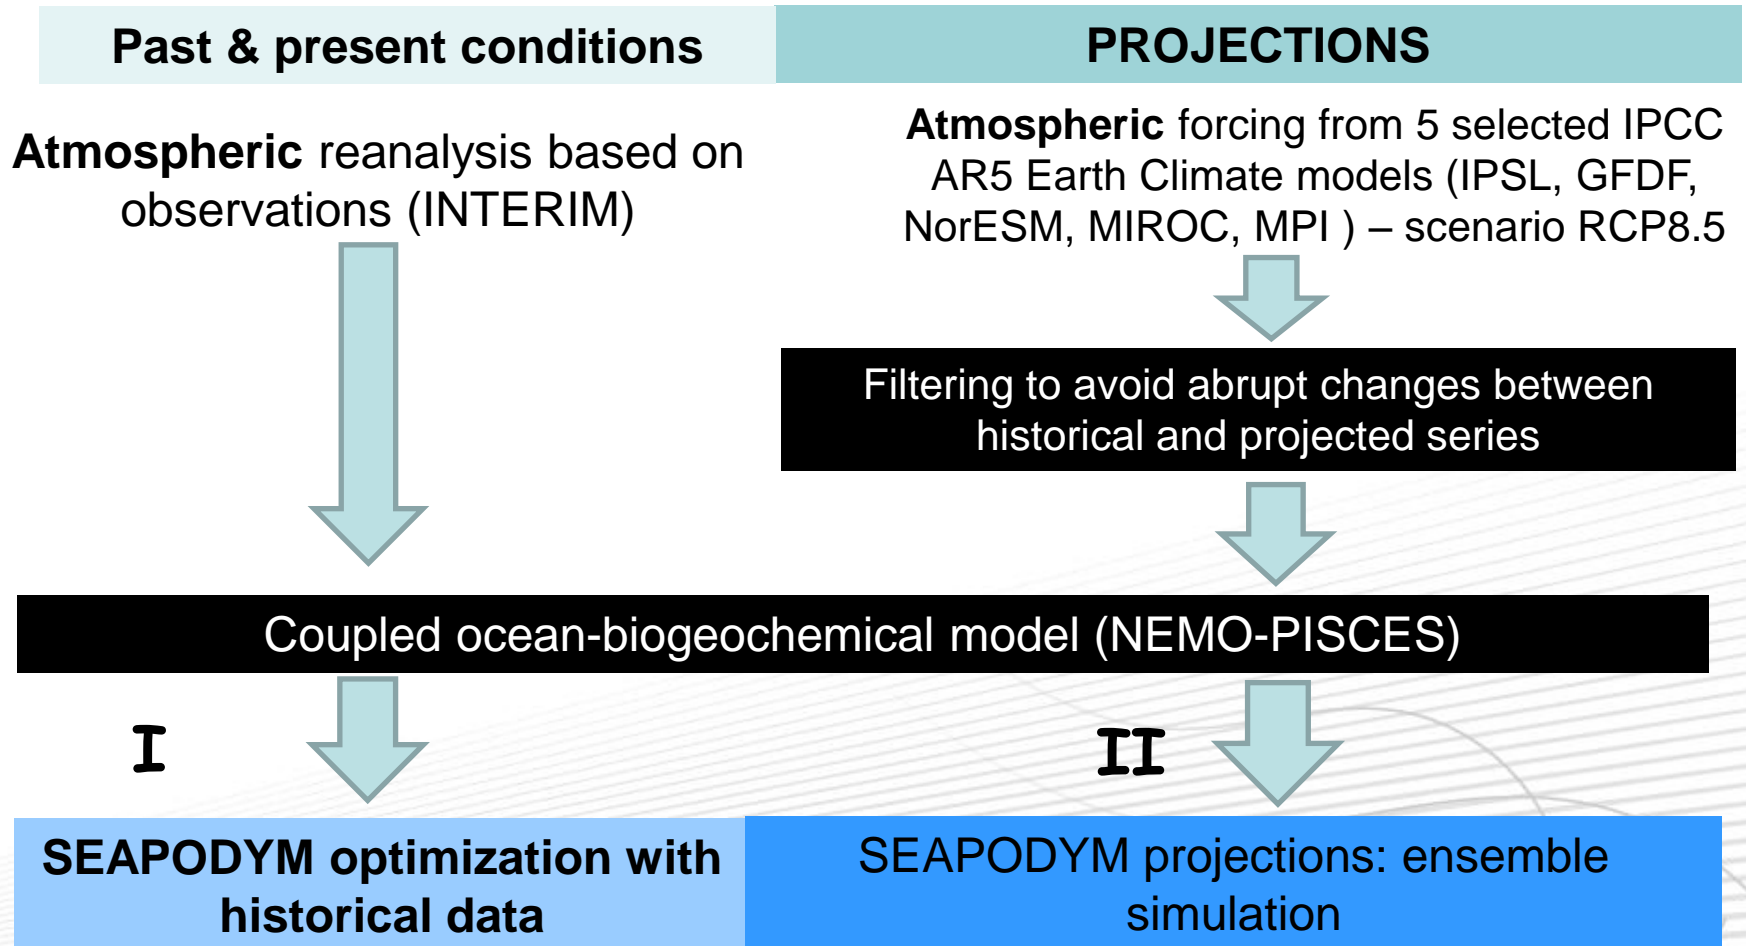 Past & present conditions
PROJECTIONS
Atmospheric reanalysis based on
observations (INTERIM)
Atmospheric forcing from 5 selected IPCC
AR5 Earth Climate models (IPSL, GFDF,
NorESM, MIROC, MPI ) – scenario RCP8.5
Filtering to avoid abrupt changes between
historical and projected series
Coupled ocean-biogeochemical model (NEMO-PISCES)
I
II
SEAPODYM optimization with
historical data
SEAPODYM projections: ensemble
simulation